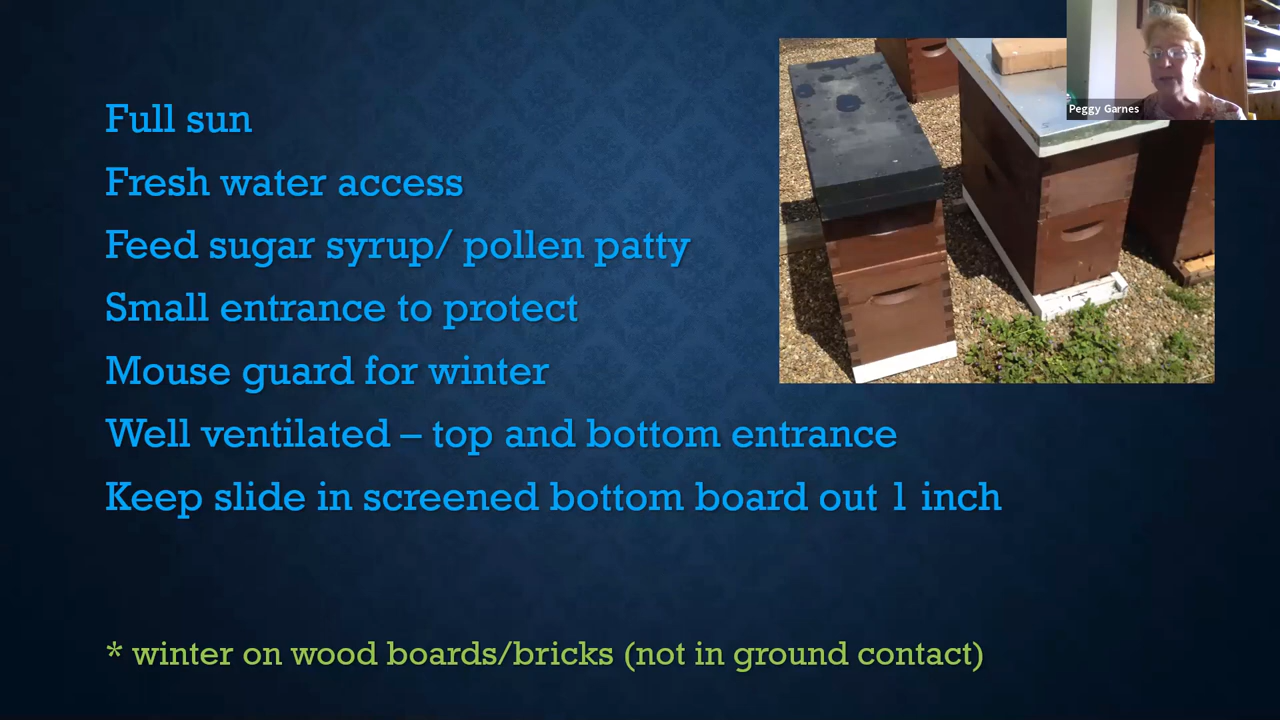 Full sun
Fresh water access
Feed sugar syrup/ pollen patty
Small entrance to protect
Mouse guard for winter
Well ventilated – top and bottom entrance
Keep slide in screened bottom board out 1 inch
* winter on wood boards/bricks (not in ground contact)
Peggy Garnes